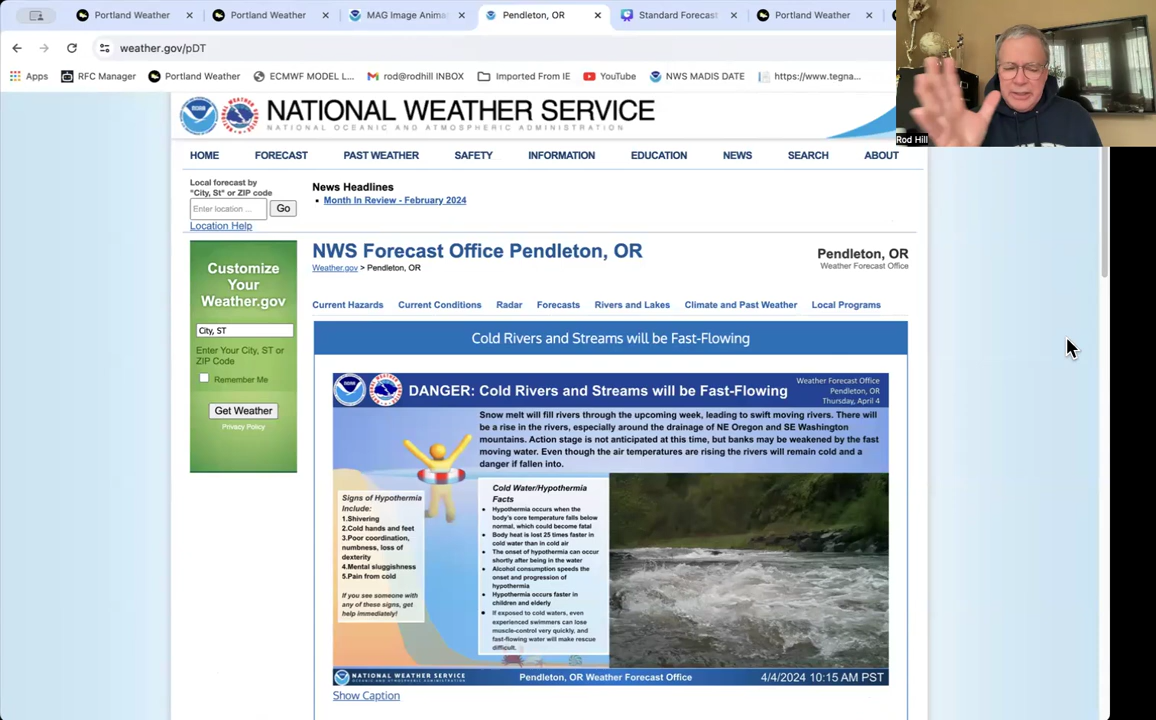 Portland Weather
Portland Weather
MAG Image Anima
Pendleton, OR
Standard Forecast
Portland Weather
weather.gov/pDT
Apps
RFC Manager
Portland Weather
ECMWF MODEL L...
rod@rodhill INBOX
Imported From IE
YouTube
NWS MADIS DATE
https://www.tegna...
Rod Hill
NATIONAL WEATHER SERVICE
NATIONAL OCEANIC AND ATMOSPHERIC ADMINISTRATION
HOME
FORECAST
PAST WEATHER
SAFETY
INFORMATION
EDUCATION
NEWS
SEARCH
ABOUT
Local forecast by
"City, St" or ZIP code
Enter location ...
Go
Location Help
News Headlines
Month In Review - February 2024
Customize
Your
Weather.gov
City, ST
Enter Your City, ST or
ZIP Code
Remember Me
Get Weather
Privacy Policy
NWS Forecast Office Pendleton, OR
Weather.gov > Pendleton, OR
Pendleton, OR
Weather Forecast Office
Current Hazards
Current Conditions
Radar
Forecasts
Rivers and Lakes
Climate and Past Weather
Local Programs
Cold Rivers and Streams will be Fast-Flowing
DANGER: Cold Rivers and Streams will be Fast-Flowing
Weather Forecast Office
Pendleton, OR
Thursday, April 4
Snow melt will fill rivers through the upcoming week, leading to swift moving rivers. There will
be a rise in the rivers, especially around the drainage of NE Oregon and SE Washington
mountains. Action stage is not anticipated at this time, but banks may be weakened by the fast
moving water. Even though the air temperatures are rising the rivers will remain cold and a
danger if fallen into.
Signs of Hypothermia
Include:
1.Shivering
2.Cold hands and feet
3.Poor coordination,
numbness, loss of
dexterity
4.Mental sluggishness
5.Pain from cold
If you see someone with
any of these signs, get
help immediately!
Cold Water/Hypothermia
Facts
Hypothermia occurs when the
body's core temperature falls below
normal, which could become fatal
Body heat is lost 25 times faster in
cold water than in cold air
The onset of hypothermia can occur
shortly after being in the water
Alcohol consumption speeds the
onset and progression of
hypothermia
Hypothermia occurs faster in
children and elderly
If exposed to cold waters, even
experienced swimmers can lose
muscle-control very quickly, and
fast-flowing water will make rescue
difficult.
NATIONAL WEATHER SERVICE
Pendleton, OR Weather Forecast Office
4/4/2024 10:15 AM PST
Show Caption